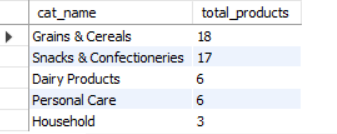 cat_name total_products
Grains & Cereals 18
Snacks & Confectioneries 17
Dairy Products 6
Personal Care 6
Household 3